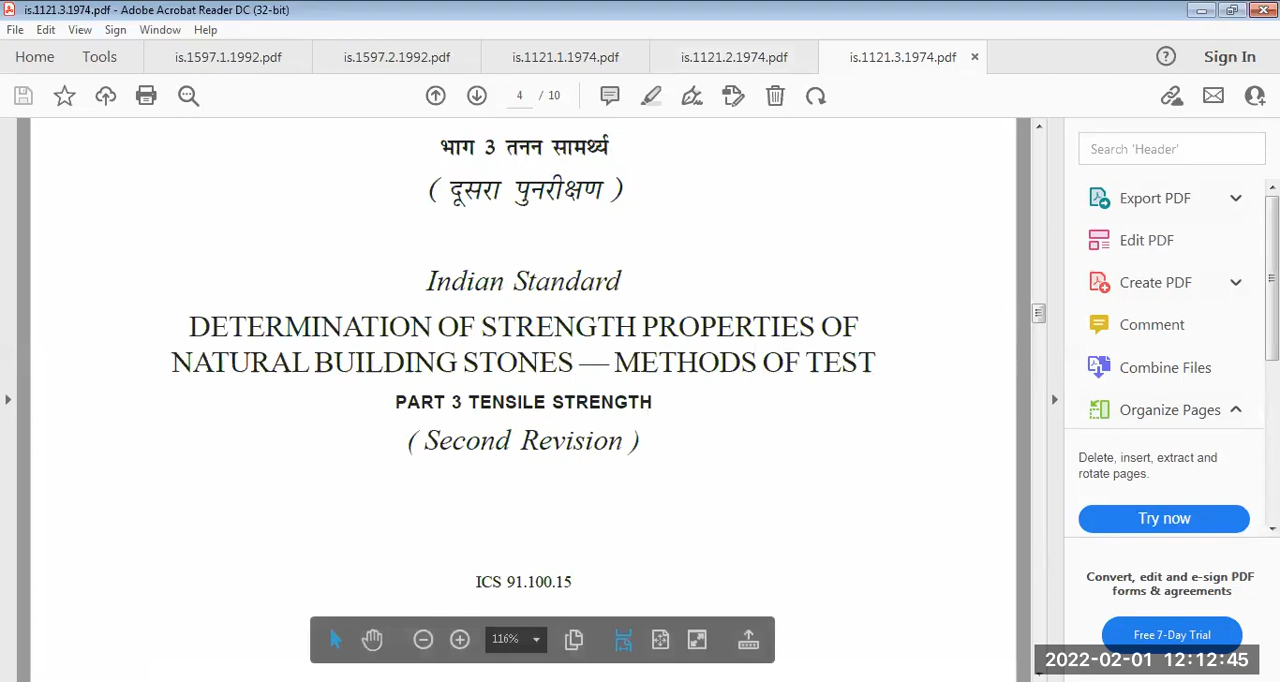 is.1121.3.1974.pdf - Adobe Acrobat Reader DC (32-bit)
File Edit View Sign Window Help
Home Tools is.1597.1.1992.pdf is.1597.2.1992.pdf is.1121.1.1974.pdf is.1121.2.1974.pdf is.1121.3.1974.pdf × ? Sign In
4 / 10
भाग 3 तनन सामर्थ्य
( दूसरा पुनरीक्षण )
Indian Standard
DETERMINATION OF STRENGTH PROPERTIES OF
NATURAL BUILDING STONES — METHODS OF TEST
PART 3 TENSILE STRENGTH
( Second Revision )
ICS 91.100.15
116%
Search 'Header'
Export PDF
Edit PDF
Create PDF
Comment
Combine Files
Organize Pages
Delete, insert, extract and
rotate pages.
Try now
Convert, edit and e-sign PDF
forms & agreements
Free 7-Day Trial
2022-02-01 12:12:45